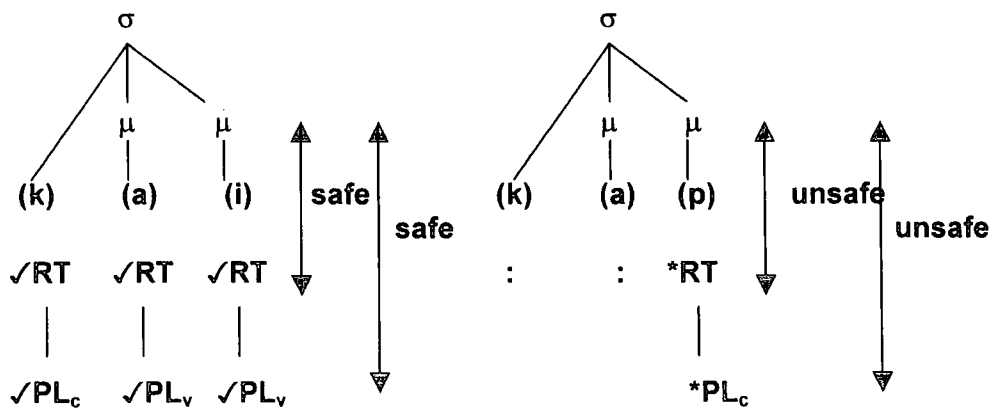 σ σ
μ μ μ μ
(k) (a) (i) safe (k) (a) (p) unsafe
safe unsafe
✓RT ✓RT ✓RT : : *RT
✓PLc ✓PLv ✓PLv *PLc